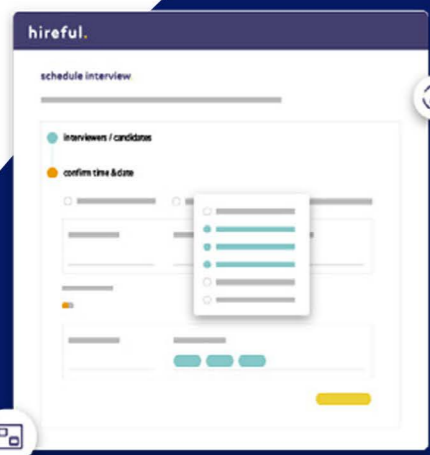 hireful.
schedule interview
interviewers / candidates
confirm time & date